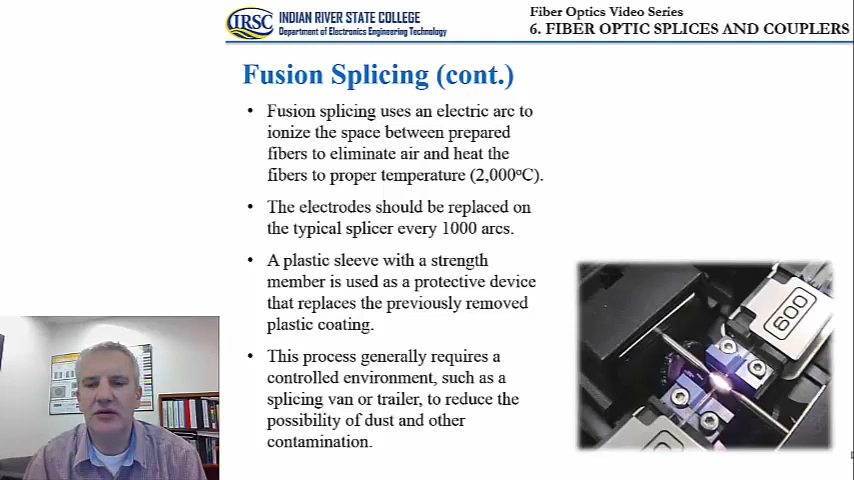 IRSC
INDIAN RIVER STATE COLLEGE
Department of Electronics Engineering Technology
Fiber Optics Video Series
6. FIBER OPTIC SPLICES AND COUPLERS
Fusion Splicing (cont.)
• Fusion splicing uses an electric arc to
ionize the space between prepared
fibers to eliminate air and heat the
fibers to proper temperature (2,000°C).
• The electrodes should be replaced on
the typical splicer every 1000 arcs.
• A plastic sleeve with a strength
member is used as a protective device
that replaces the previously removed
plastic coating.
• This process generally requires a
controlled environment, such as a
splicing van or trailer, to reduce the
possibility of dust and other
contamination.
600